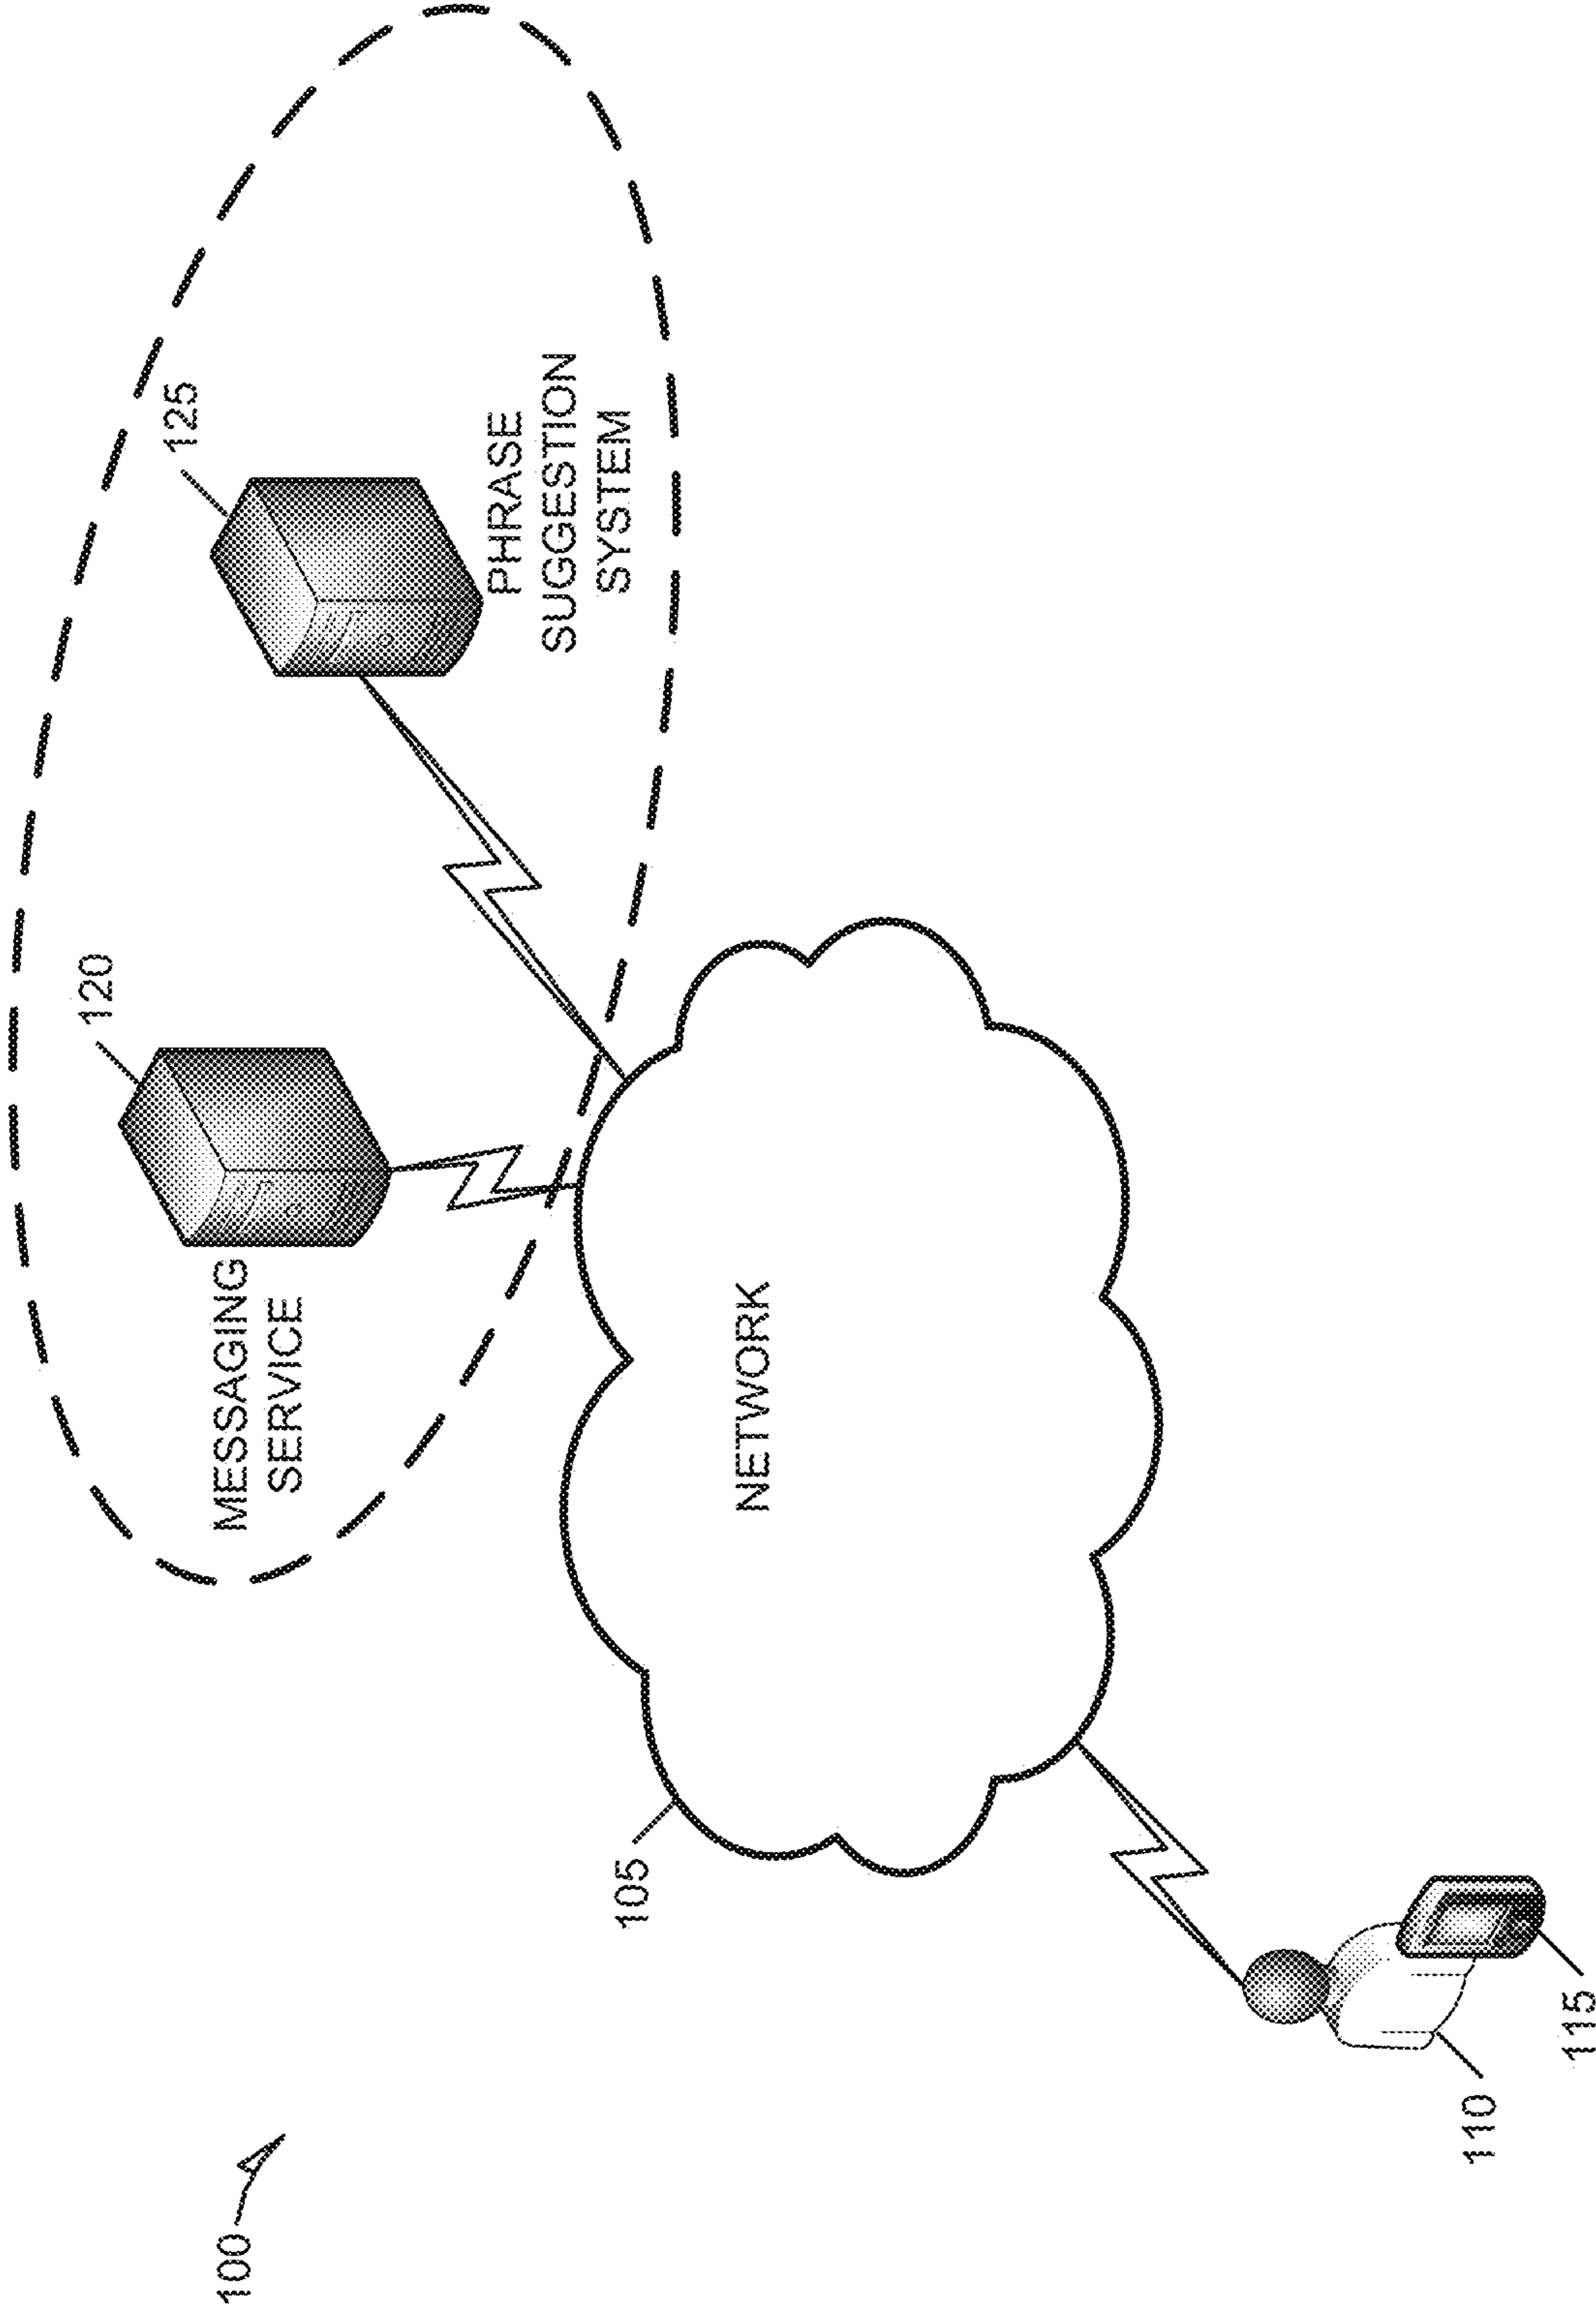 100
120
MESSAGING
SERVICE
125
PHRASE
SUGGESTION
SYSTEM
105
NETWORK
110
115